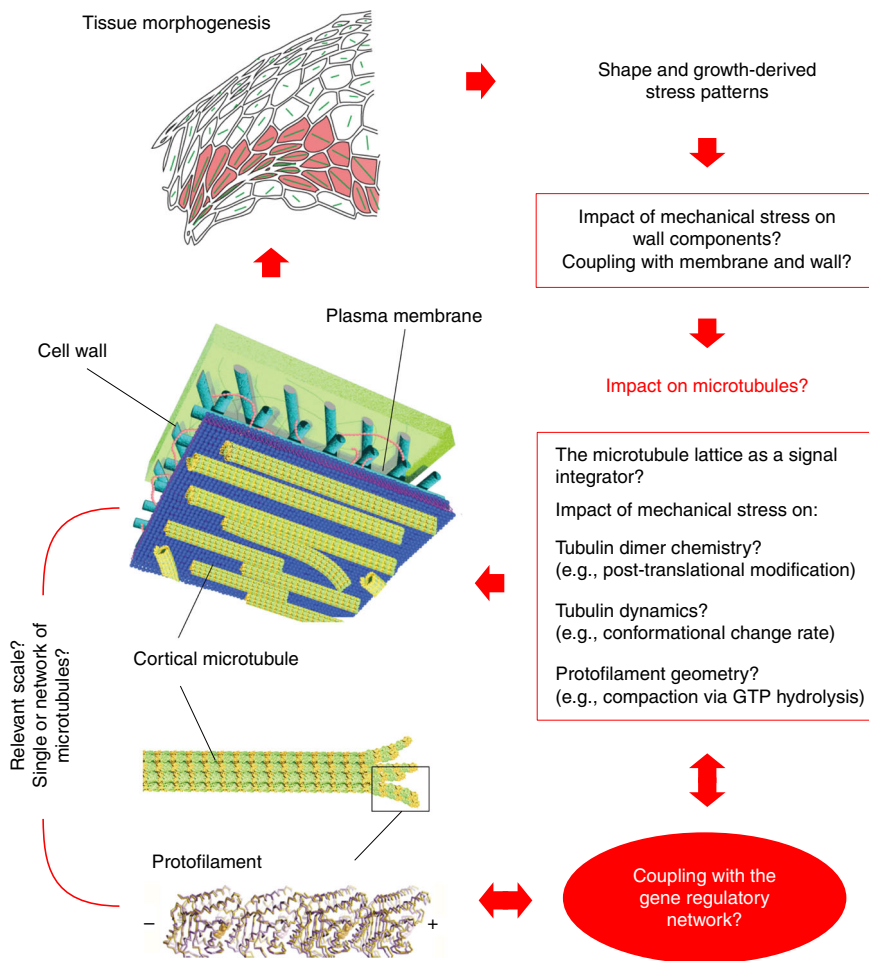 Tissue morphogenesis
Shape and growth-derived
stress patterns
Impact of mechanical stress on
wall components?
Coupling with membrane and wall?
Plasma membrane
Cell wall
Impact on microtubules?
The microtubule lattice as a signal
integrator?
Impact of mechanical stress on:
Tubulin dimer chemistry?
(e.g., post-translational modification)
Tubulin dynamics?
(e.g., conformational change rate)
Protofilament geometry?
(e.g., compaction via GTP hydrolysis)
Cortical microtubule
Relevant scale?
Single or network of
microtubules?
Protofilament
– +
Coupling with the
gene regulatory
network?